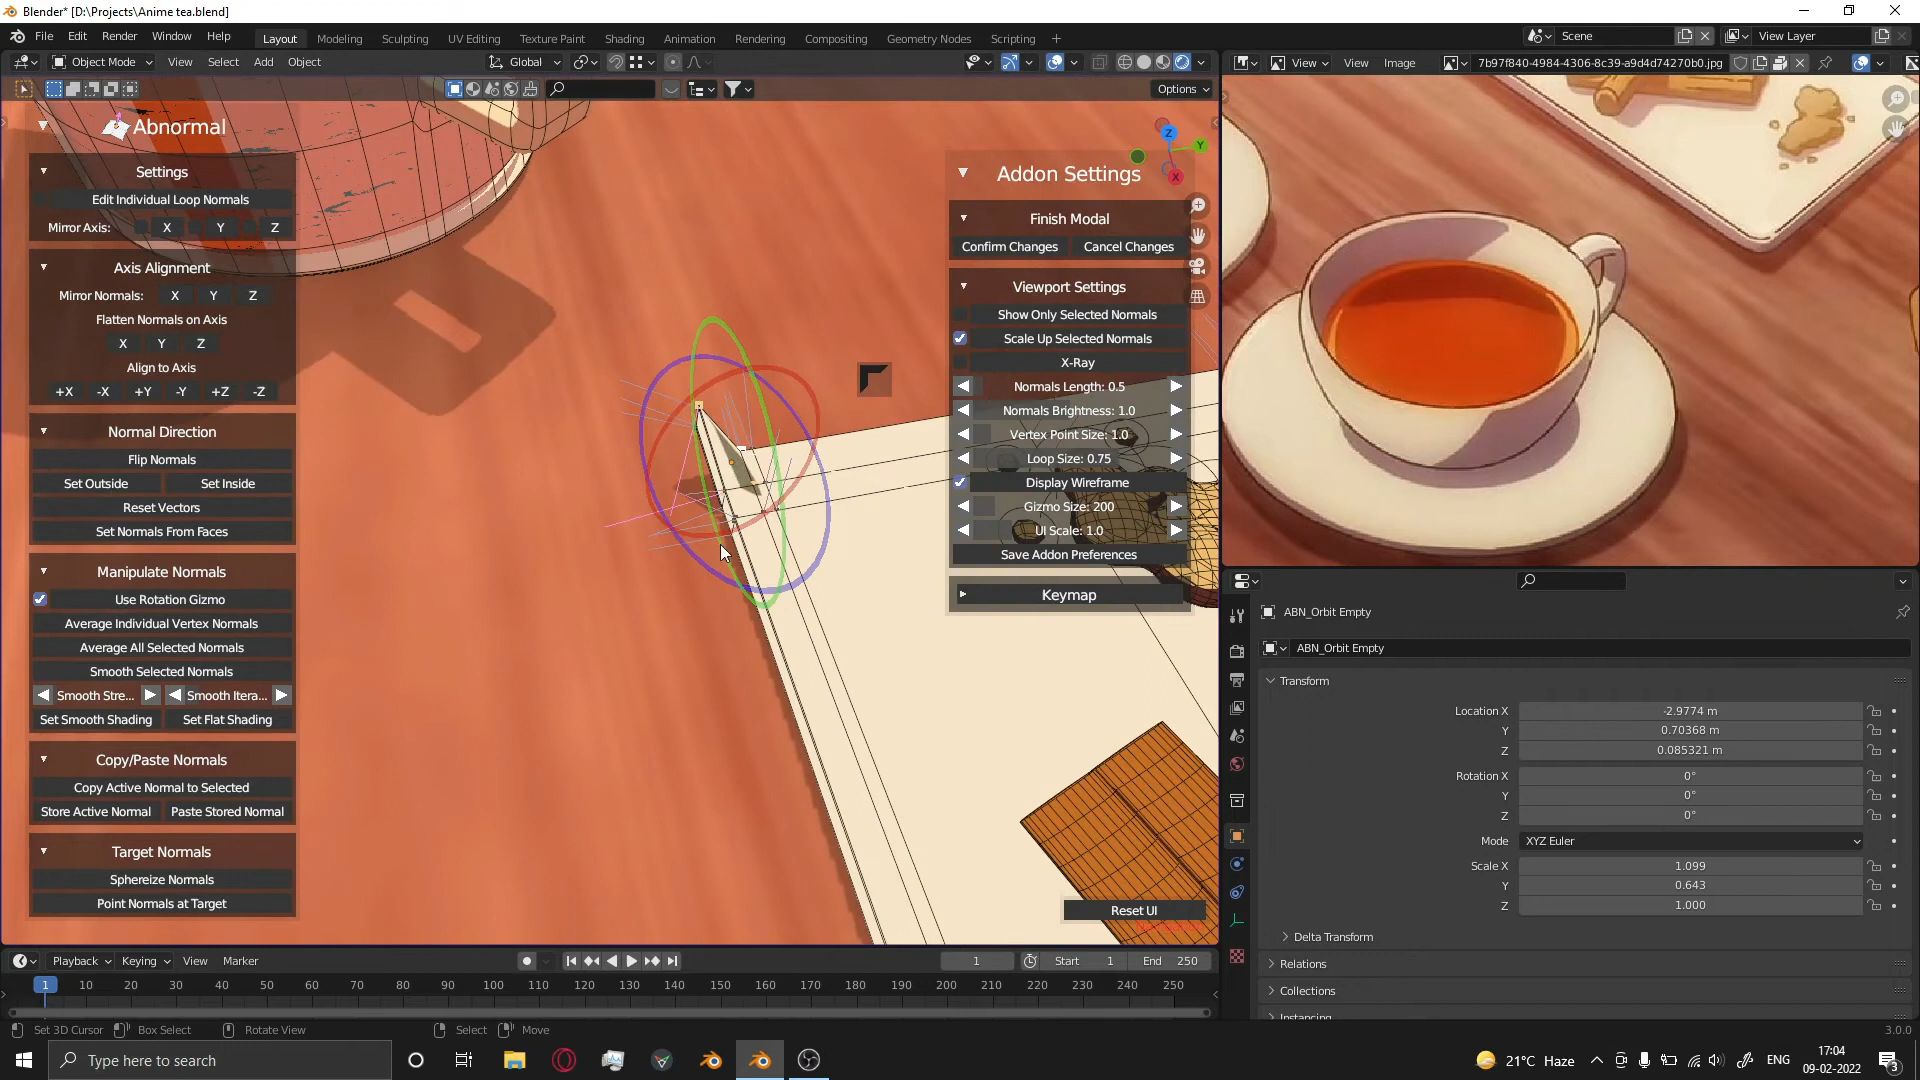 Blender* [D:\Projects\Anime tea.blend]
File Edit Render Window Help Layout Modeling Sculpting UV Editing Texture Paint Shading Animation Rendering Compositing Geometry Nodes Scripting + Scene View Layer
Object Mode View Select Add Object Global View View Image 7b97f840-4984-4306-8c39-a9d4d74270b0.jpg
Options
Abnormal
Settings
Edit Individual Loop Normals
Mirror Axis: X Y Z
Axis Alignment
Mirror Normals: X Y Z
Flatten Normals on Axis
X Y Z
Align to Axis
+X -X +Y -Y +Z -Z
Normal Direction
Flip Normals
Set Outside Set Inside
Reset Vectors
Set Normals From Faces
Manipulate Normals
Use Rotation Gizmo
Average Individual Vertex Normals
Average All Selected Normals
Smooth Selected Normals
Smooth Stre... Smooth Itera...
Set Smooth Shading Set Flat Shading
Copy/Paste Normals
Copy Active Normal to Selected
Store Active Normal Paste Stored Normal
Target Normals
Sphereize Normals
Point Normals at Target
Z
Y
X
Addon Settings
Finish Modal
Confirm Changes Cancel Changes
Viewport Settings
Show Only Selected Normals
Scale Up Selected Normals
X-Ray
Normals Length: 0.5
Normals Brightness: 1.0
Vertex Point Size: 1.0
Loop Size: 0.75
Display Wireframe
Gizmo Size: 200
UI Scale: 1.0
Save Addon Preferences
Keymap
Reset UI
ABN_Orbit Empty
ABN_Orbit Empty
Transform
Location X -2.9774 m
Y 0.70368 m
Z 0.085321 m
Rotation X 0°
Y 0°
Z 0°
Mode XYZ Euler
Scale X 1.099
Y 0.643
Z 1.000
Delta Transform
Relations
Collections
Instancing
Playback Keying View Marker 1 Start 1 End 250
1 10 20 30 40 50 60 70 80 90 100 110 120 130 140 150 160 170 180 190 200 210 220 230 240 250
Set 3D Cursor Box Select Rotate View Select Move 3.0.0
Type here to search
21°C Haze ENG
17:04
09-02-2022
3